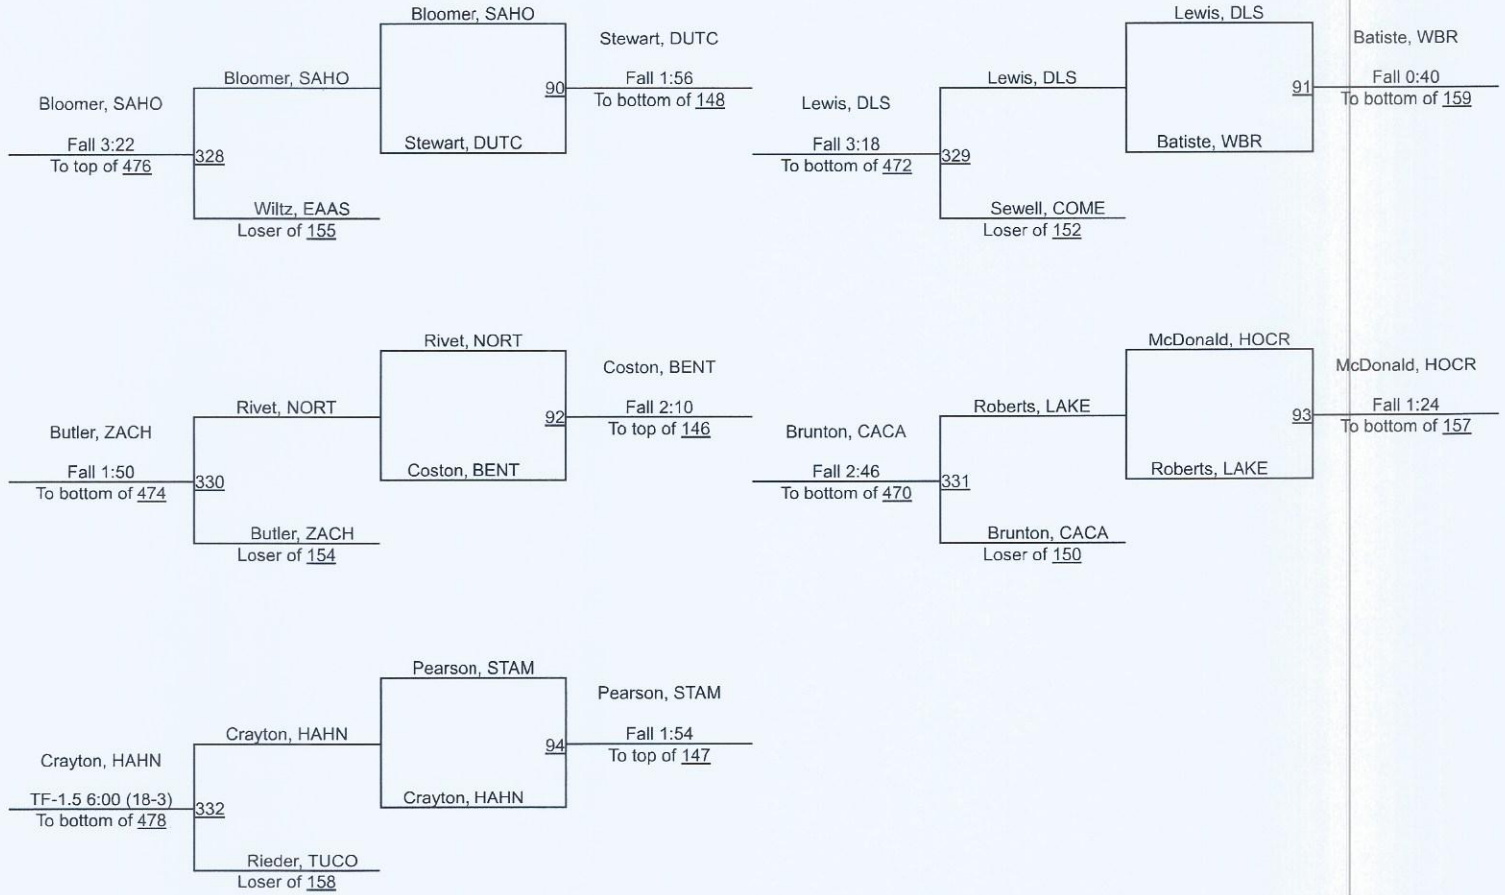 Bloomer, SAHO
Stewart, DUTC
Bloomer, SAHO
90
Fall 1:56
To bottom of 148
Bloomer, SAHO
Fall 3:22
To top of 476
328
Stewart, DUTC
Wiltz, EAAS
Loser of 155
Lewis, DLS
Batiste, WBR
Lewis, DLS
91
Fall 0:40
To bottom of 159
Lewis, DLS
Fall 3:18
To bottom of 472
329
Batiste, WBR
Sewell, COME
Loser of 152
Rivet, NORT
Coston, BENT
Rivet, NORT
92
Fall 2:10
To top of 146
Butler, ZACH
Fall 1:50
To bottom of 474
330
Coston, BENT
Butler, ZACH
Loser of 154
McDonald, HOCR
McDonald, HOCR
Roberts, LAKE
93
Fall 1:24
To bottom of 157
Brunton, CACA
Fall 2:46
To bottom of 470
331
Roberts, LAKE
Brunton, CACA
Loser of 150
Pearson, STAM
Pearson, STAM
Crayton, HAHN
94
Fall 1:54
To top of 147
Crayton, HAHN
TF-1.5 6:00 (18-3)
To bottom of 478
332
Crayton, HAHN
Rieder, TUCO
Loser of 158